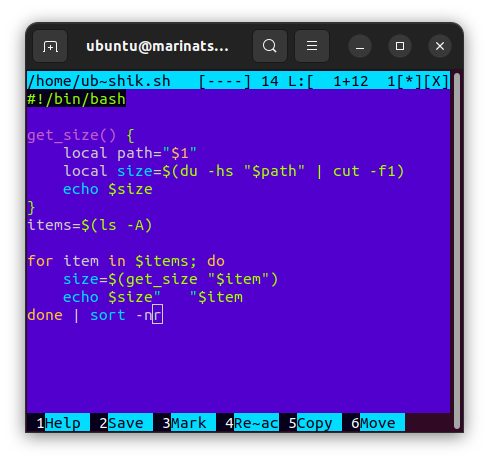 ubuntu@marinats...
/home/ub~shik.sh   [----] 14 L:[  1+12  1[*][X]
#!/bin/bash

get_size() {
    local path="$1"
    local size=$(du -hs "$path" | cut -f1)
    echo $size
}
items=$(ls -A)

for item in $items; do
    size=$(get_size "$item")
    echo $size"   "$item
done | sort -nr
1Help  2Save  3Mark  4Re~ac 5Copy  6Move